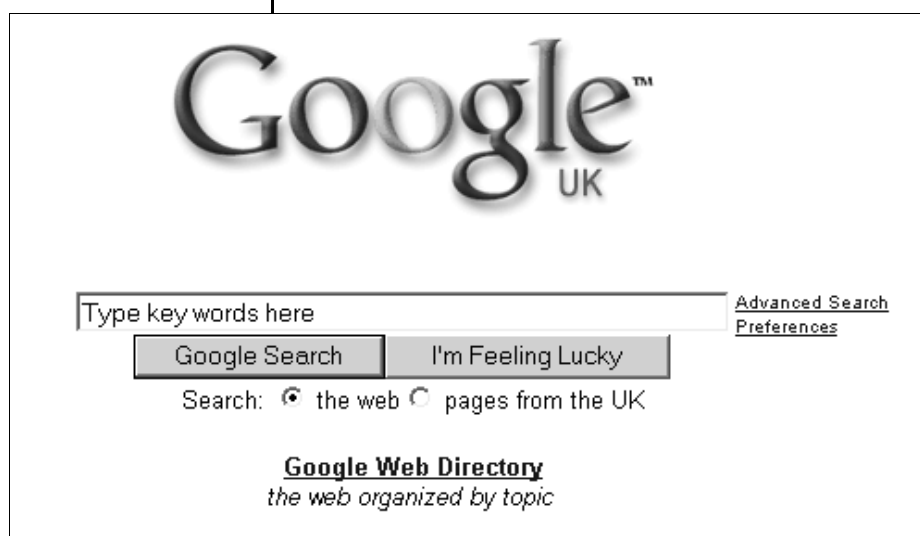 Google™
UK
Type key words here
Advanced Search
Preferences
Google Search I'm Feeling Lucky
Search: the web pages from the UK
Google Web Directory
the web organized by topic